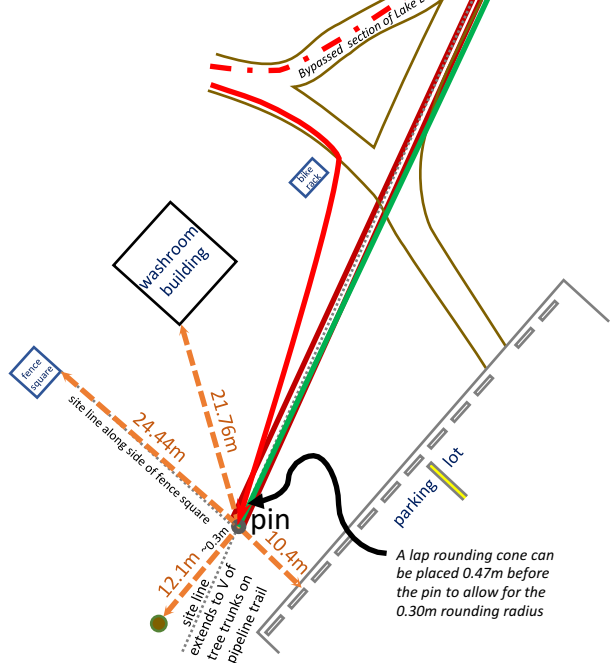 Bypassed section of Lake
bike
rack
washroom
building
fence
square
21.76m
24.44m
site line along side of fence square
parking lot
pin
~0.3m
10.4m
12.1m
site line
extends to V of
tree trunks on
pipeline trail
A lap rounding cone can
be placed 0.47m before
the pin to allow for the
0.30m rounding radius